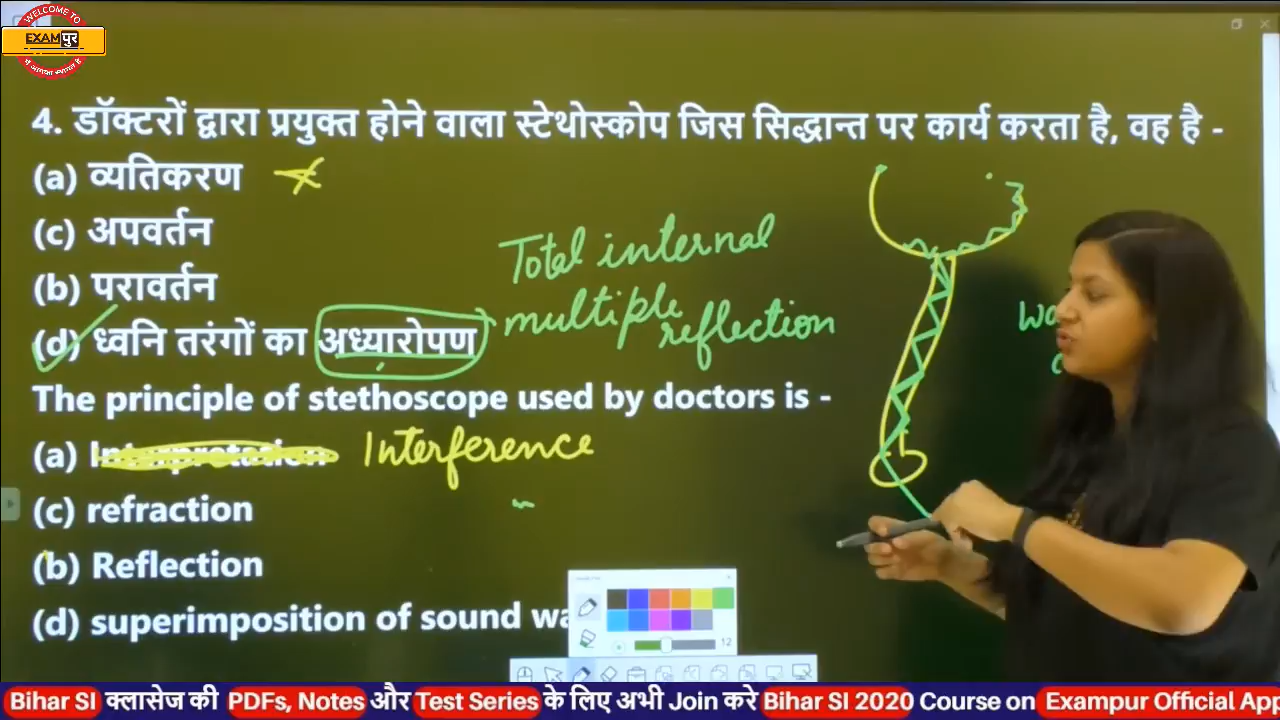 WELCOME TO
EXAMपुर
4. डॉक्टरों द्वारा प्रयुक्त होने वाला स्टेथोस्कोप जिस सिद्धान्त पर कार्य करता है, वह है -
(a) व्यतिकरण
(c) अपवर्तन
(b) परावर्तन
(d) ध्वनि तरंगों का अध्यारोपण
Total internal
multiple
reflection
The principle of stethoscope used by doctors is -
(a) Interpretation Interference
(c) refraction
(b) Reflection
(d) superimposition of sound wa
12
Bihar SI क्लासेज की PDFs, Notes और Test Series के लिए अभी Join करे Bihar SI 2020 Course on Exampur Official App